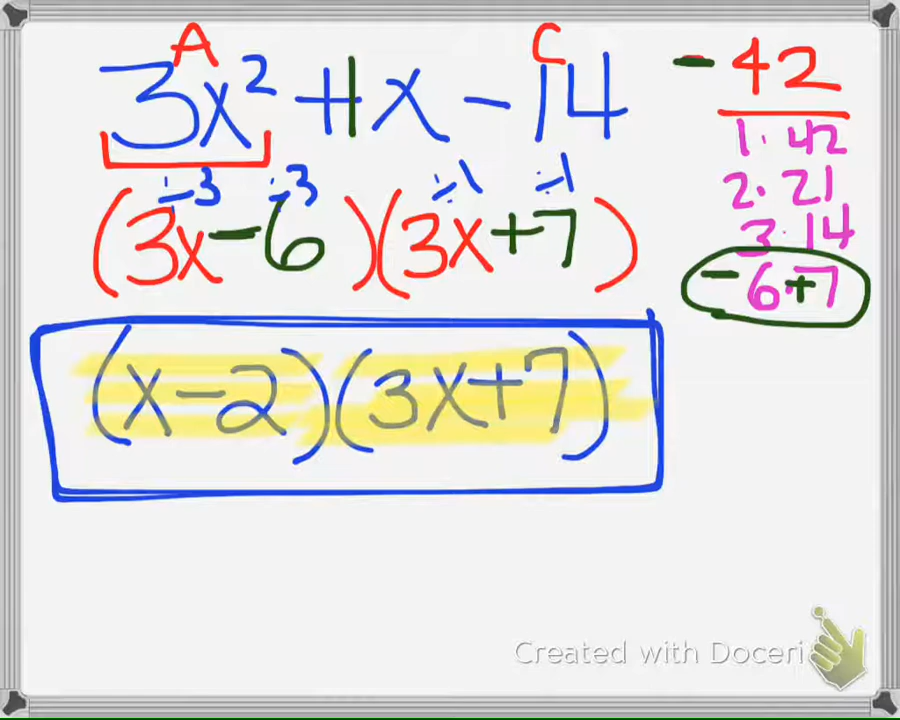 A C
3x² +1x - 14
÷3 ÷3 ÷1 ÷1
(3x-6)(3x+7)
(x-2)(3x+7)
-42
1·42
2·21
3·14
-6·+7
Created with Doceri